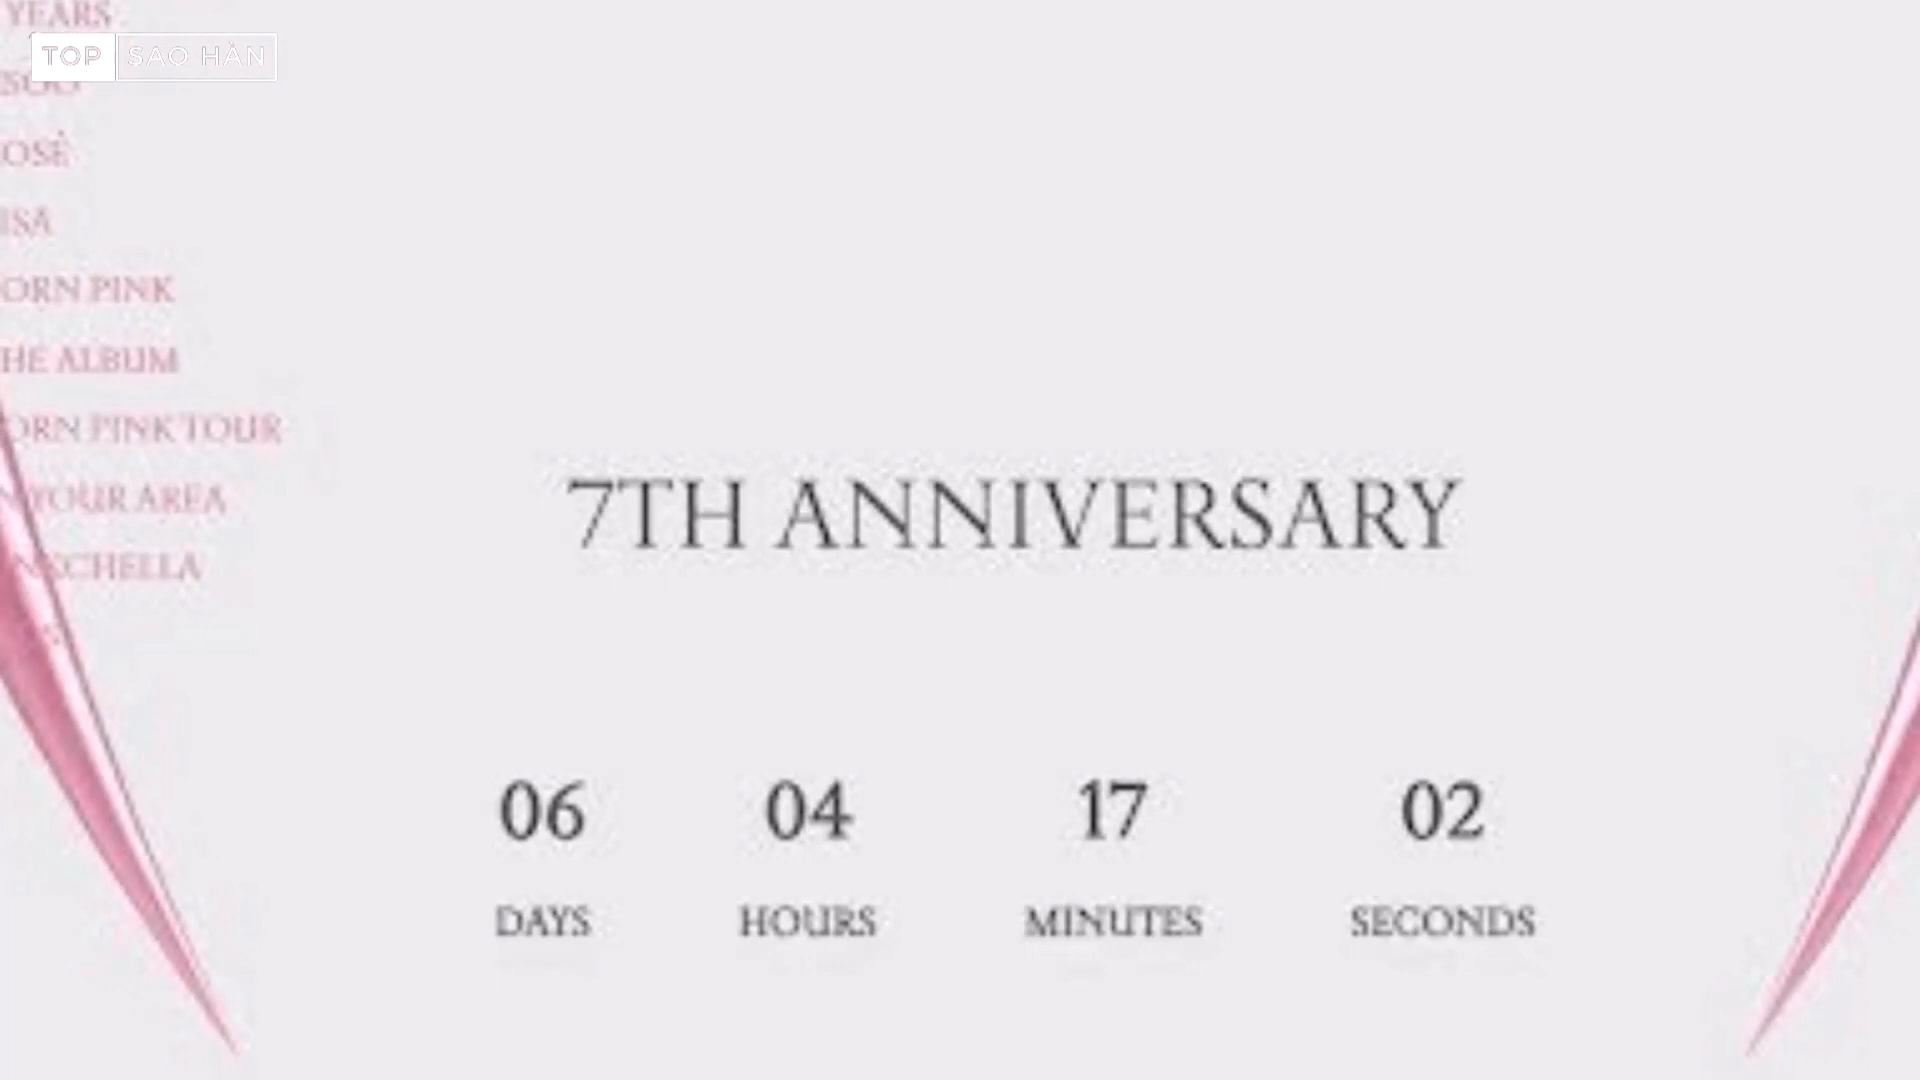 YEARS
TOP SAO HÀN
SOO
OSÉ
ISA
ORN PINK
HE ALBUM
ORN PINK TOUR
N YOUR AREA
CHELLA
7TH ANNIVERSARY
06 04 17 02
DAYS HOURS MINUTES SECONDS